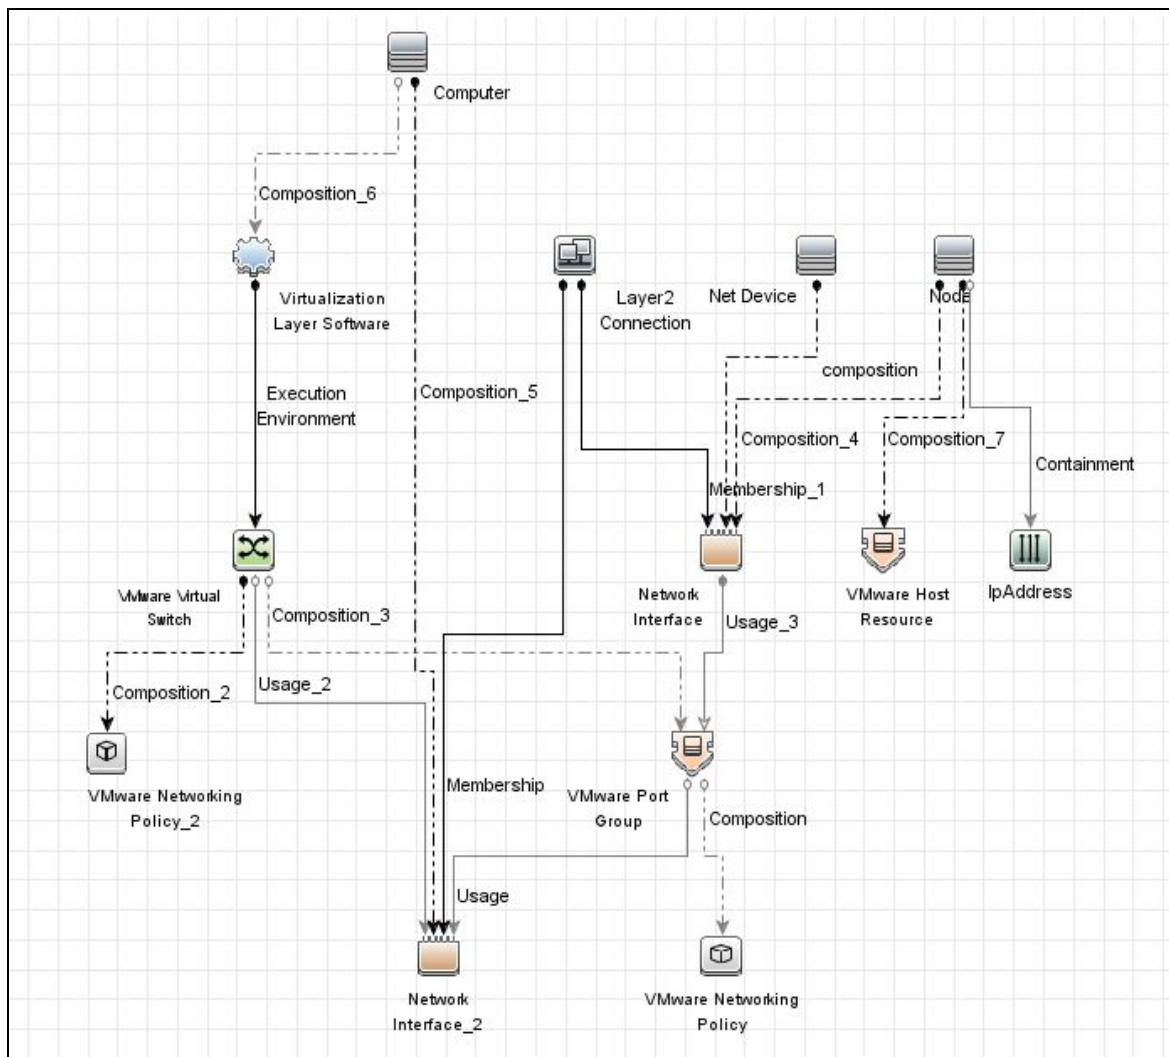 Computer
Composition_6
Virtualization
Layer Software
Layer2
Connection
Net Device
Node
composition
Execution
Environment
Composition_5
Composition_4
Composition_7
Containment
Membership_1
VMware Virtual
Switch
Composition_3
Network
Interface
VMware Host
Resource
IpAddress
Usage_3
Composition_2
Usage_2
VMware Networking
Policy_2
Membership
VMware Port
Group
Composition
Usage
Network
Interface_2
VMware Networking
Policy